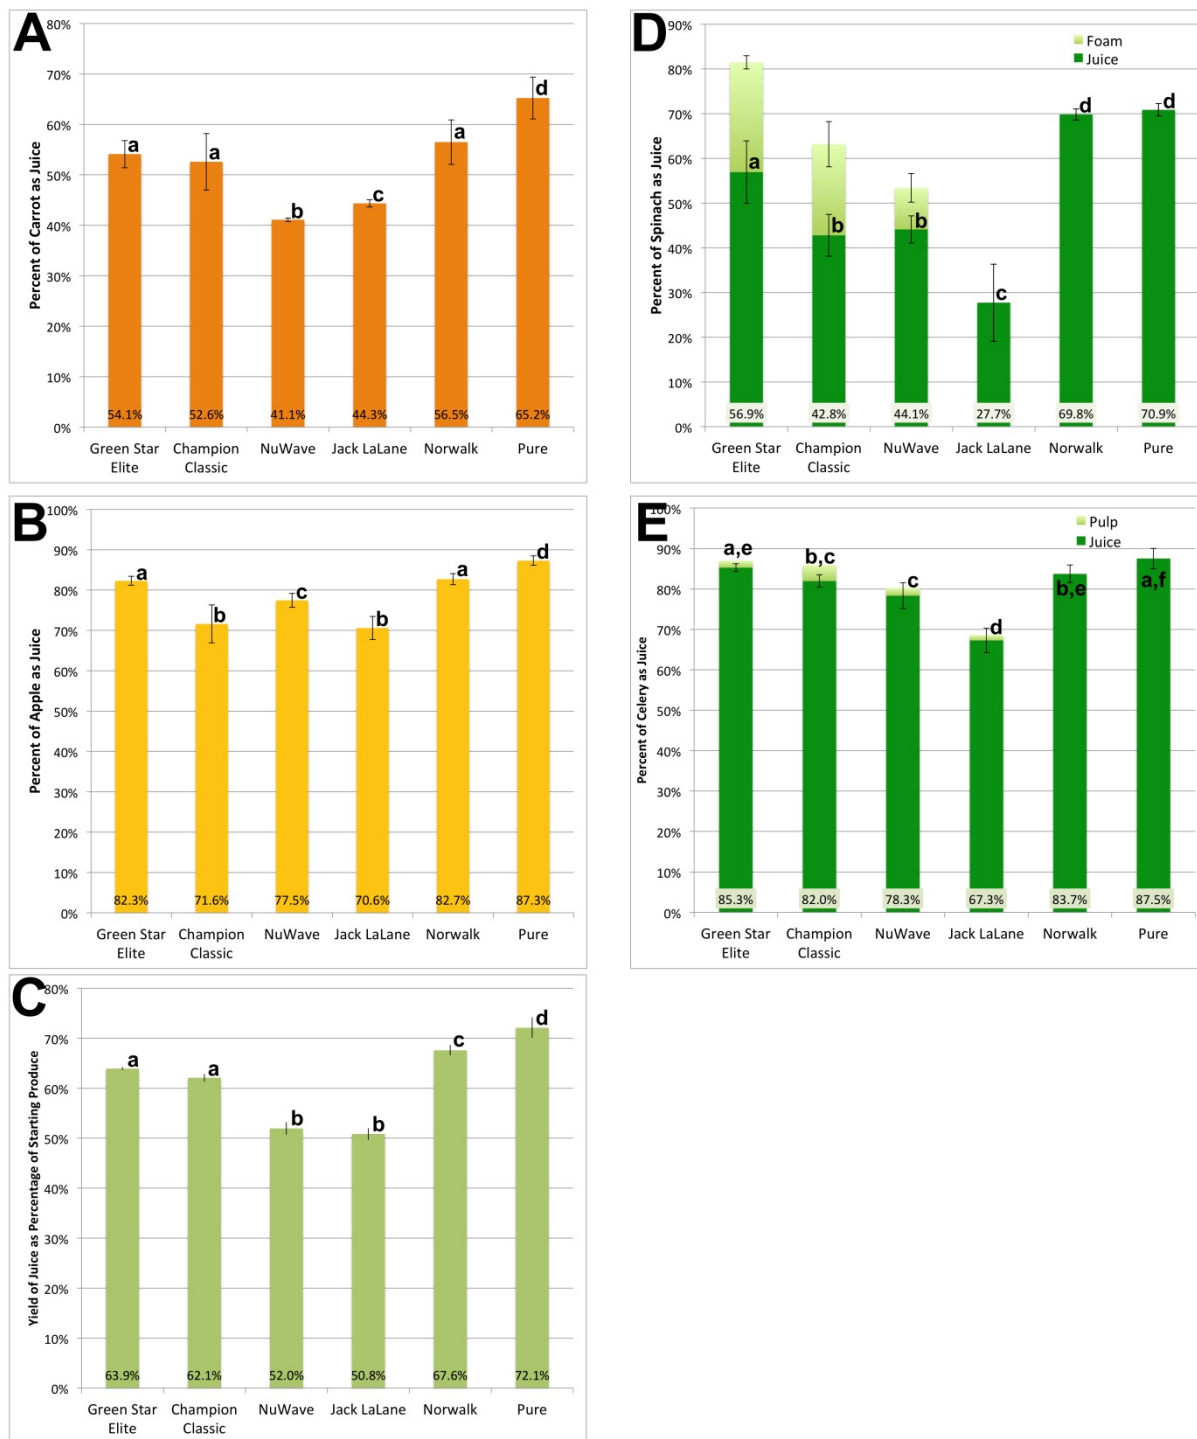 A
Percent of Carrot as Juice
80%
70%
60%
50%
40%
30%
20%
10%
0%
a
a
b
c
a
d
54.1%
52.6%
41.1%
44.3%
56.5%
65.2%
Green Star
Elite
Champion
Classic
NuWave
Jack LaLane
Norwalk
Pure
B
Percent of Apple as Juice
100%
90%
80%
70%
60%
50%
40%
30%
20%
10%
0%
a
b
c
b
a
d
82.3%
71.6%
77.5%
70.6%
82.7%
87.3%
Green Star
Elite
Champion
Classic
NuWave
Jack LaLane
Norwalk
Pure
C
Yield of Juice as Percentage of Starting Produce
80%
70%
60%
50%
40%
30%
20%
10%
0%
a
a
b
b
c
d
63.9%
62.1%
52.0%
50.8%
67.6%
72.1%
Green Star
Elite
Champion
Classic
NuWave
Jack LaLane
Norwalk
Pure
D
Percent of Spinach as Juice
90%
80%
70%
60%
50%
40%
30%
20%
10%
0%
Foam
Juice
a
b
b
c
d
d
56.9%
42.8%
44.1%
27.7%
69.8%
70.9%
Green Star
Elite
Champion
Classic
NuWave
Jack LaLane
Norwalk
Pure
E
Percent of Celery as Juice
100%
90%
80%
70%
60%
50%
40%
30%
20%
10%
0%
Pulp
Juice
a,e
b,c
c
d
b,e
a,f
85.3%
82.0%
78.3%
67.3%
83.7%
87.5%
Green Star
Elite
Champion
Classic
NuWave
Jack LaLane
Norwalk
Pure